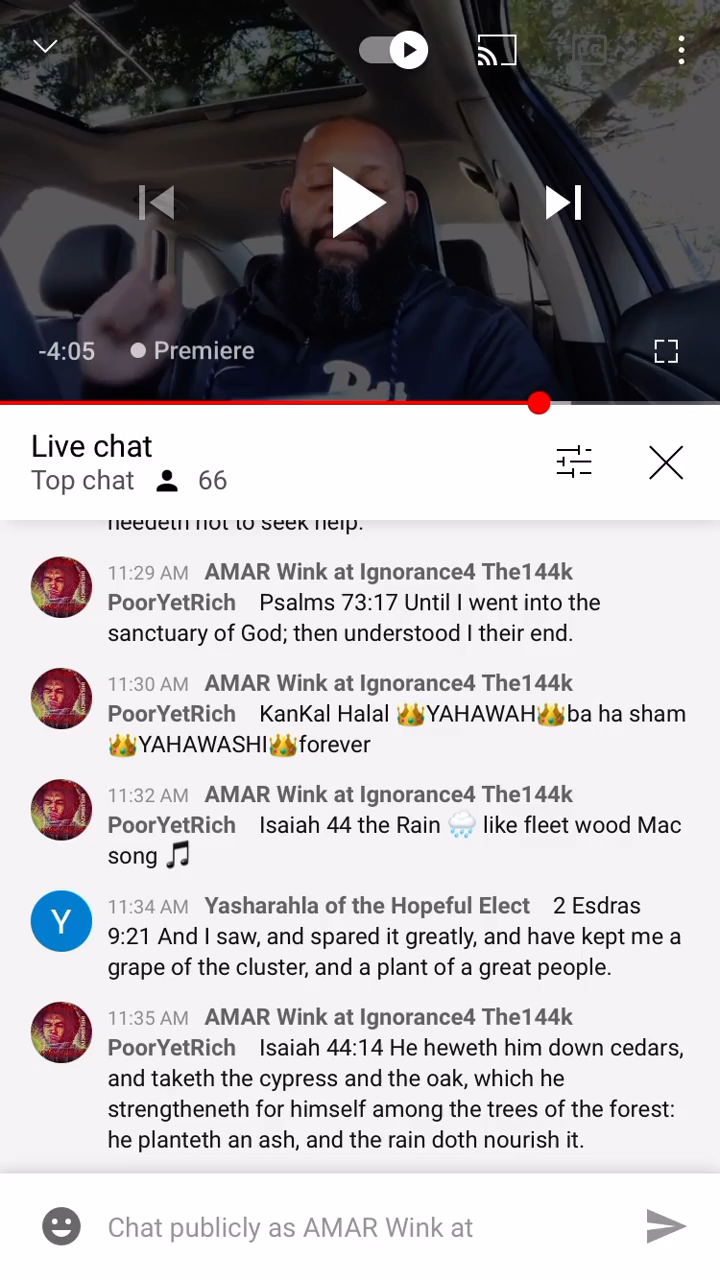 -4:05 Premiere
Live chat
Top chat 66
needeth not to seek help.
11:29 AM AMAR Wink at Ignorance4 The144k
PoorYetRich Psalms 73:17 Until I went into the
sanctuary of God; then understood I their end.
11:30 AM AMAR Wink at Ignorance4 The144k
PoorYetRich KanKal Halal 👑YAHAWAH👑ba ha sham
👑YAHAWASHI👑forever
11:32 AM AMAR Wink at Ignorance4 The144k
PoorYetRich Isaiah 44 the Rain 🌧️ like fleet wood Mac
song 🎵
Y
11:34 AM Yasharahla of the Hopeful Elect 2 Esdras
9:21 And I saw, and spared it greatly, and have kept me a
grape of the cluster, and a plant of a great people.
11:35 AM AMAR Wink at Ignorance4 The144k
PoorYetRich Isaiah 44:14 He heweth him down cedars,
and taketh the cypress and the oak, which he
strengtheneth for himself among the trees of the forest:
he planteth an ash, and the rain doth nourish it.
Chat publicly as AMAR Wink at